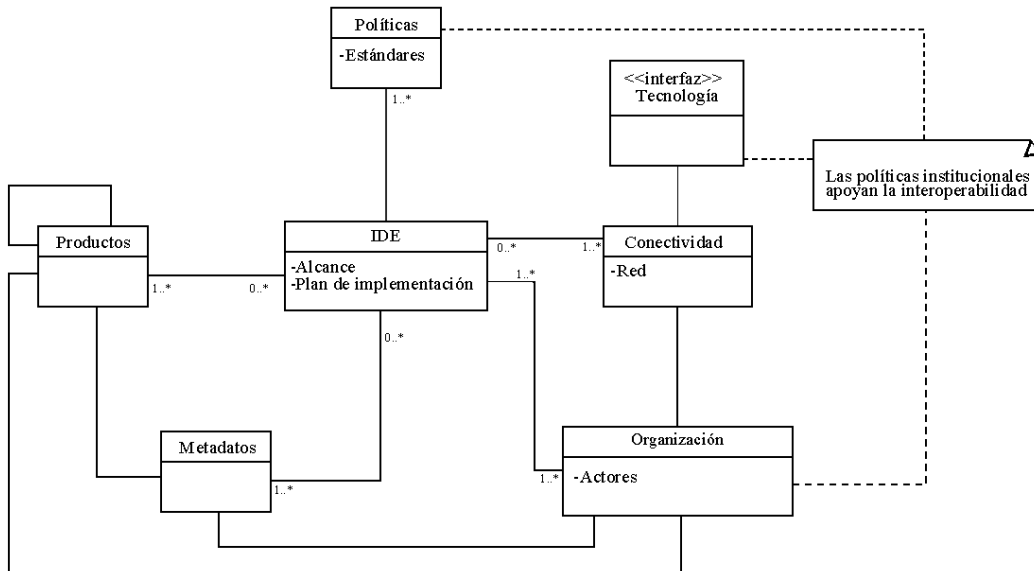 Políticas
-Estándares
1..*
<<interfaz>>
Tecnología
Las políticas institucionales
apoyan la interoperabilidad
Productos
1..*
0..*
IDE
-Alcance
-Plan de implementación
0..*
1..*
1..*
0..*
Conectividad
-Red
Metadatos
1..*
Organización
-Actores
1..*